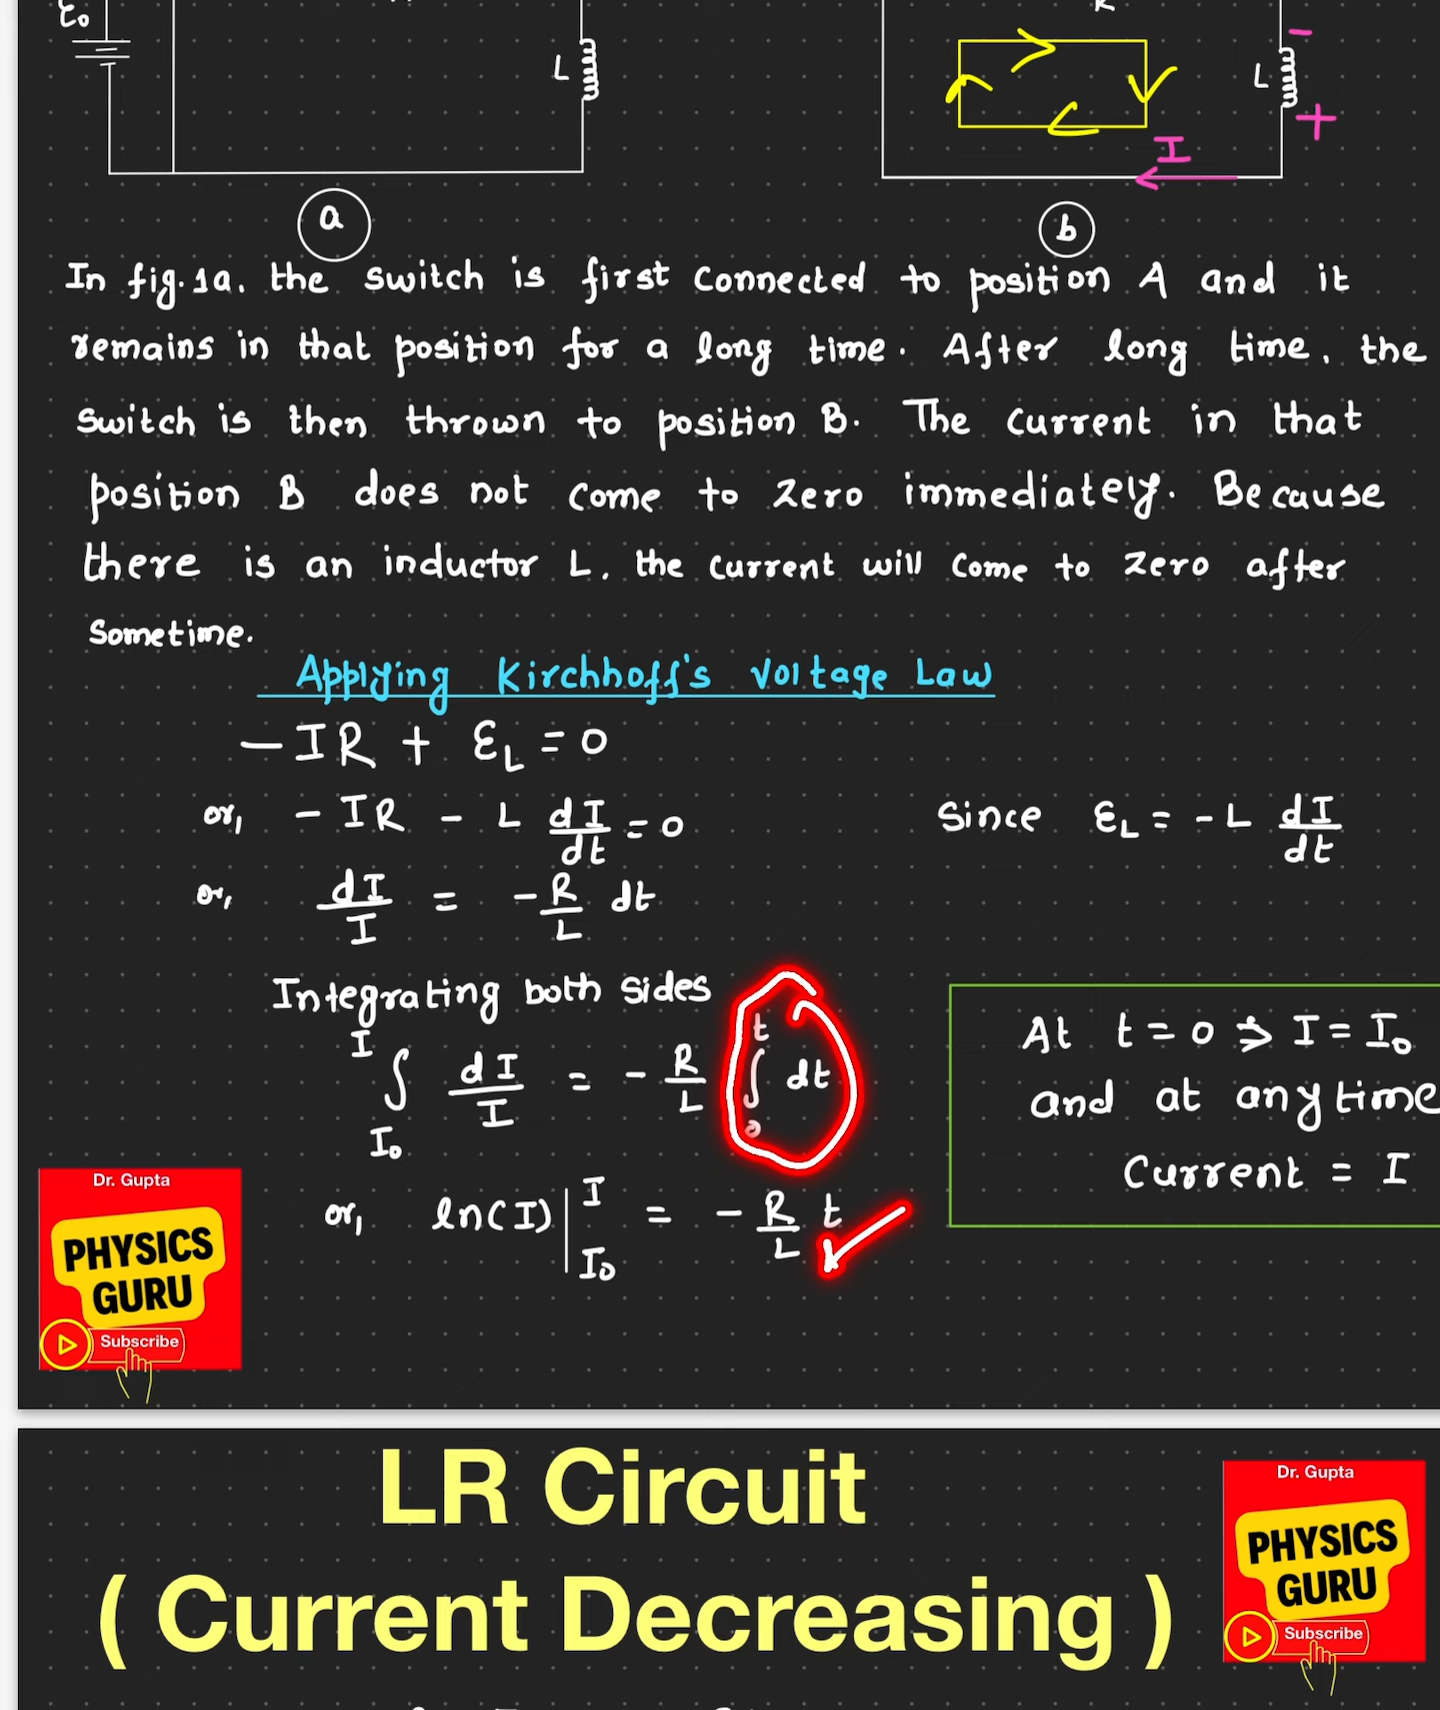 ε₀
L
R
-
L
+
I
a
b
In fig. 1a, the switch is first connected to position A and it
remains in that position for a long time. After long time, the
switch is then thrown to position B. The current in that
position B does not come to zero immediately. Because
there is an inductor L, the current will come to zero after
sometime.
Applying Kirchhoff's Voltage Law
- IR + ε_L = 0
or, - IR - L dI/dt = 0 Since ε_L = - L dI/dt
or, dI/I = - R/L dt
Integrating both sides
∫_{I₀}^{I} dI/I = - R/L ∫_0^t dt
or, ln(I) |_{I₀}^{I} = - R/L t
At t = 0 ⇒ I = I₀
and at any time
Current = I
Dr. Gupta
PHYSICS
GURU
Subscribe
LR Circuit
( Current Decreasing )
Dr. Gupta
PHYSICS
GURU
Subscribe